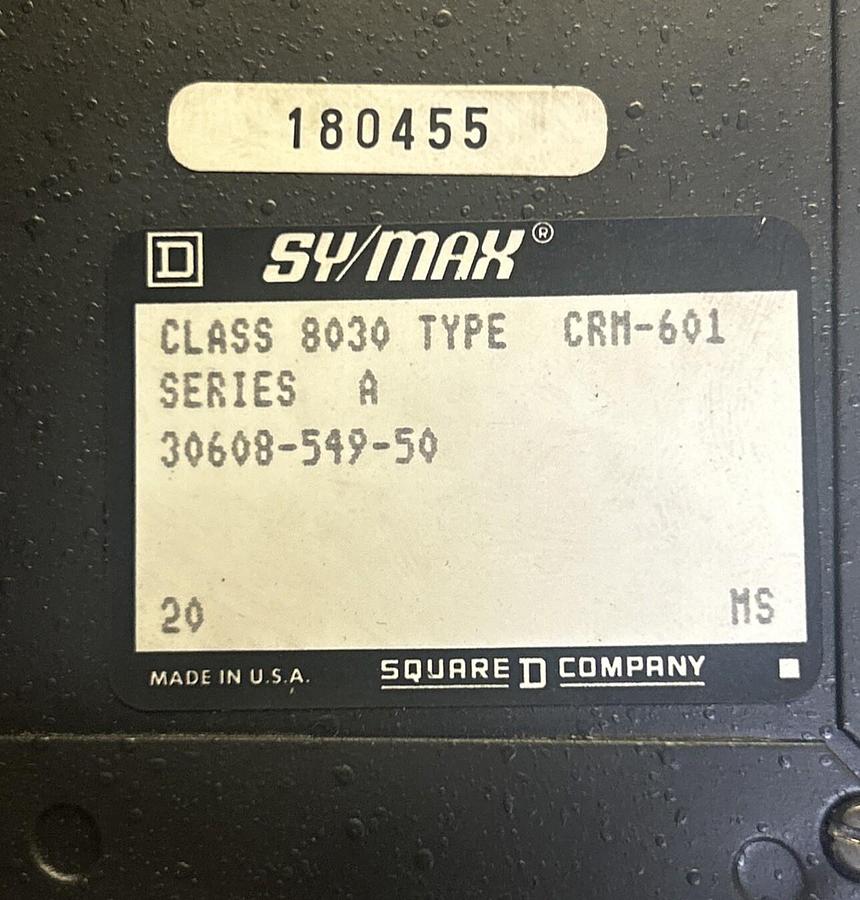 180455
D SY/MAX®
CLASS 8030 TYPE CRM-601
SERIES A
30608-549-50
20 MS
MADE IN U.S.A. SQUARE D COMPANY